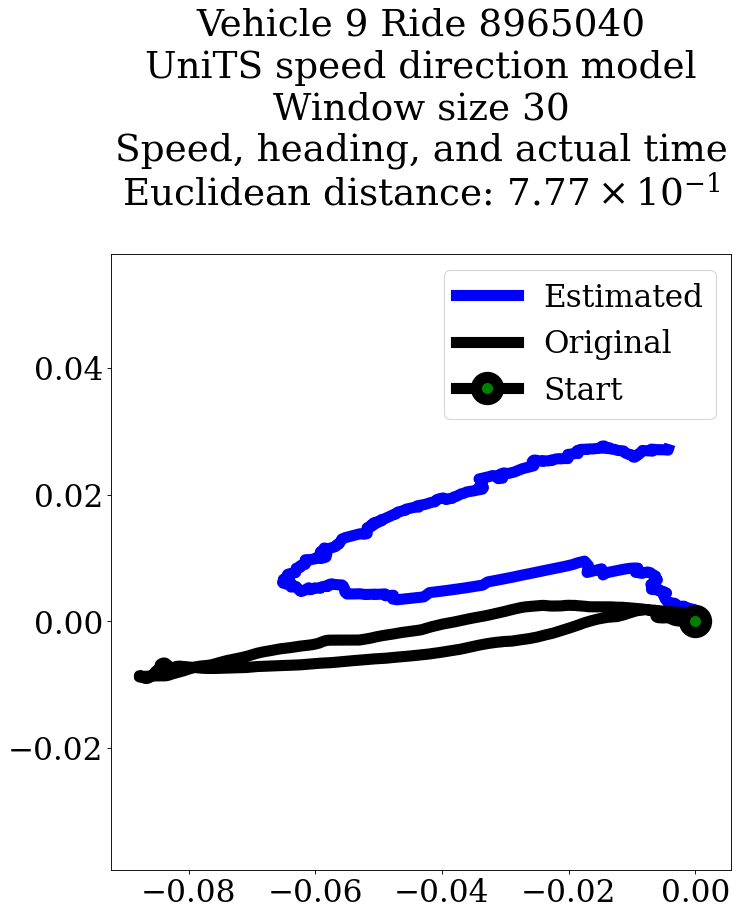 Vehicle 9 Ride 8965040
UniTS speed direction model
Window size 30
Speed, heading, and actual time
Euclidean distance: 7.77 × 10⁻¹
Estimated
Original
Start
0.04
0.02
0.00
−0.02
−0.08 −0.06 −0.04 −0.02 0.00